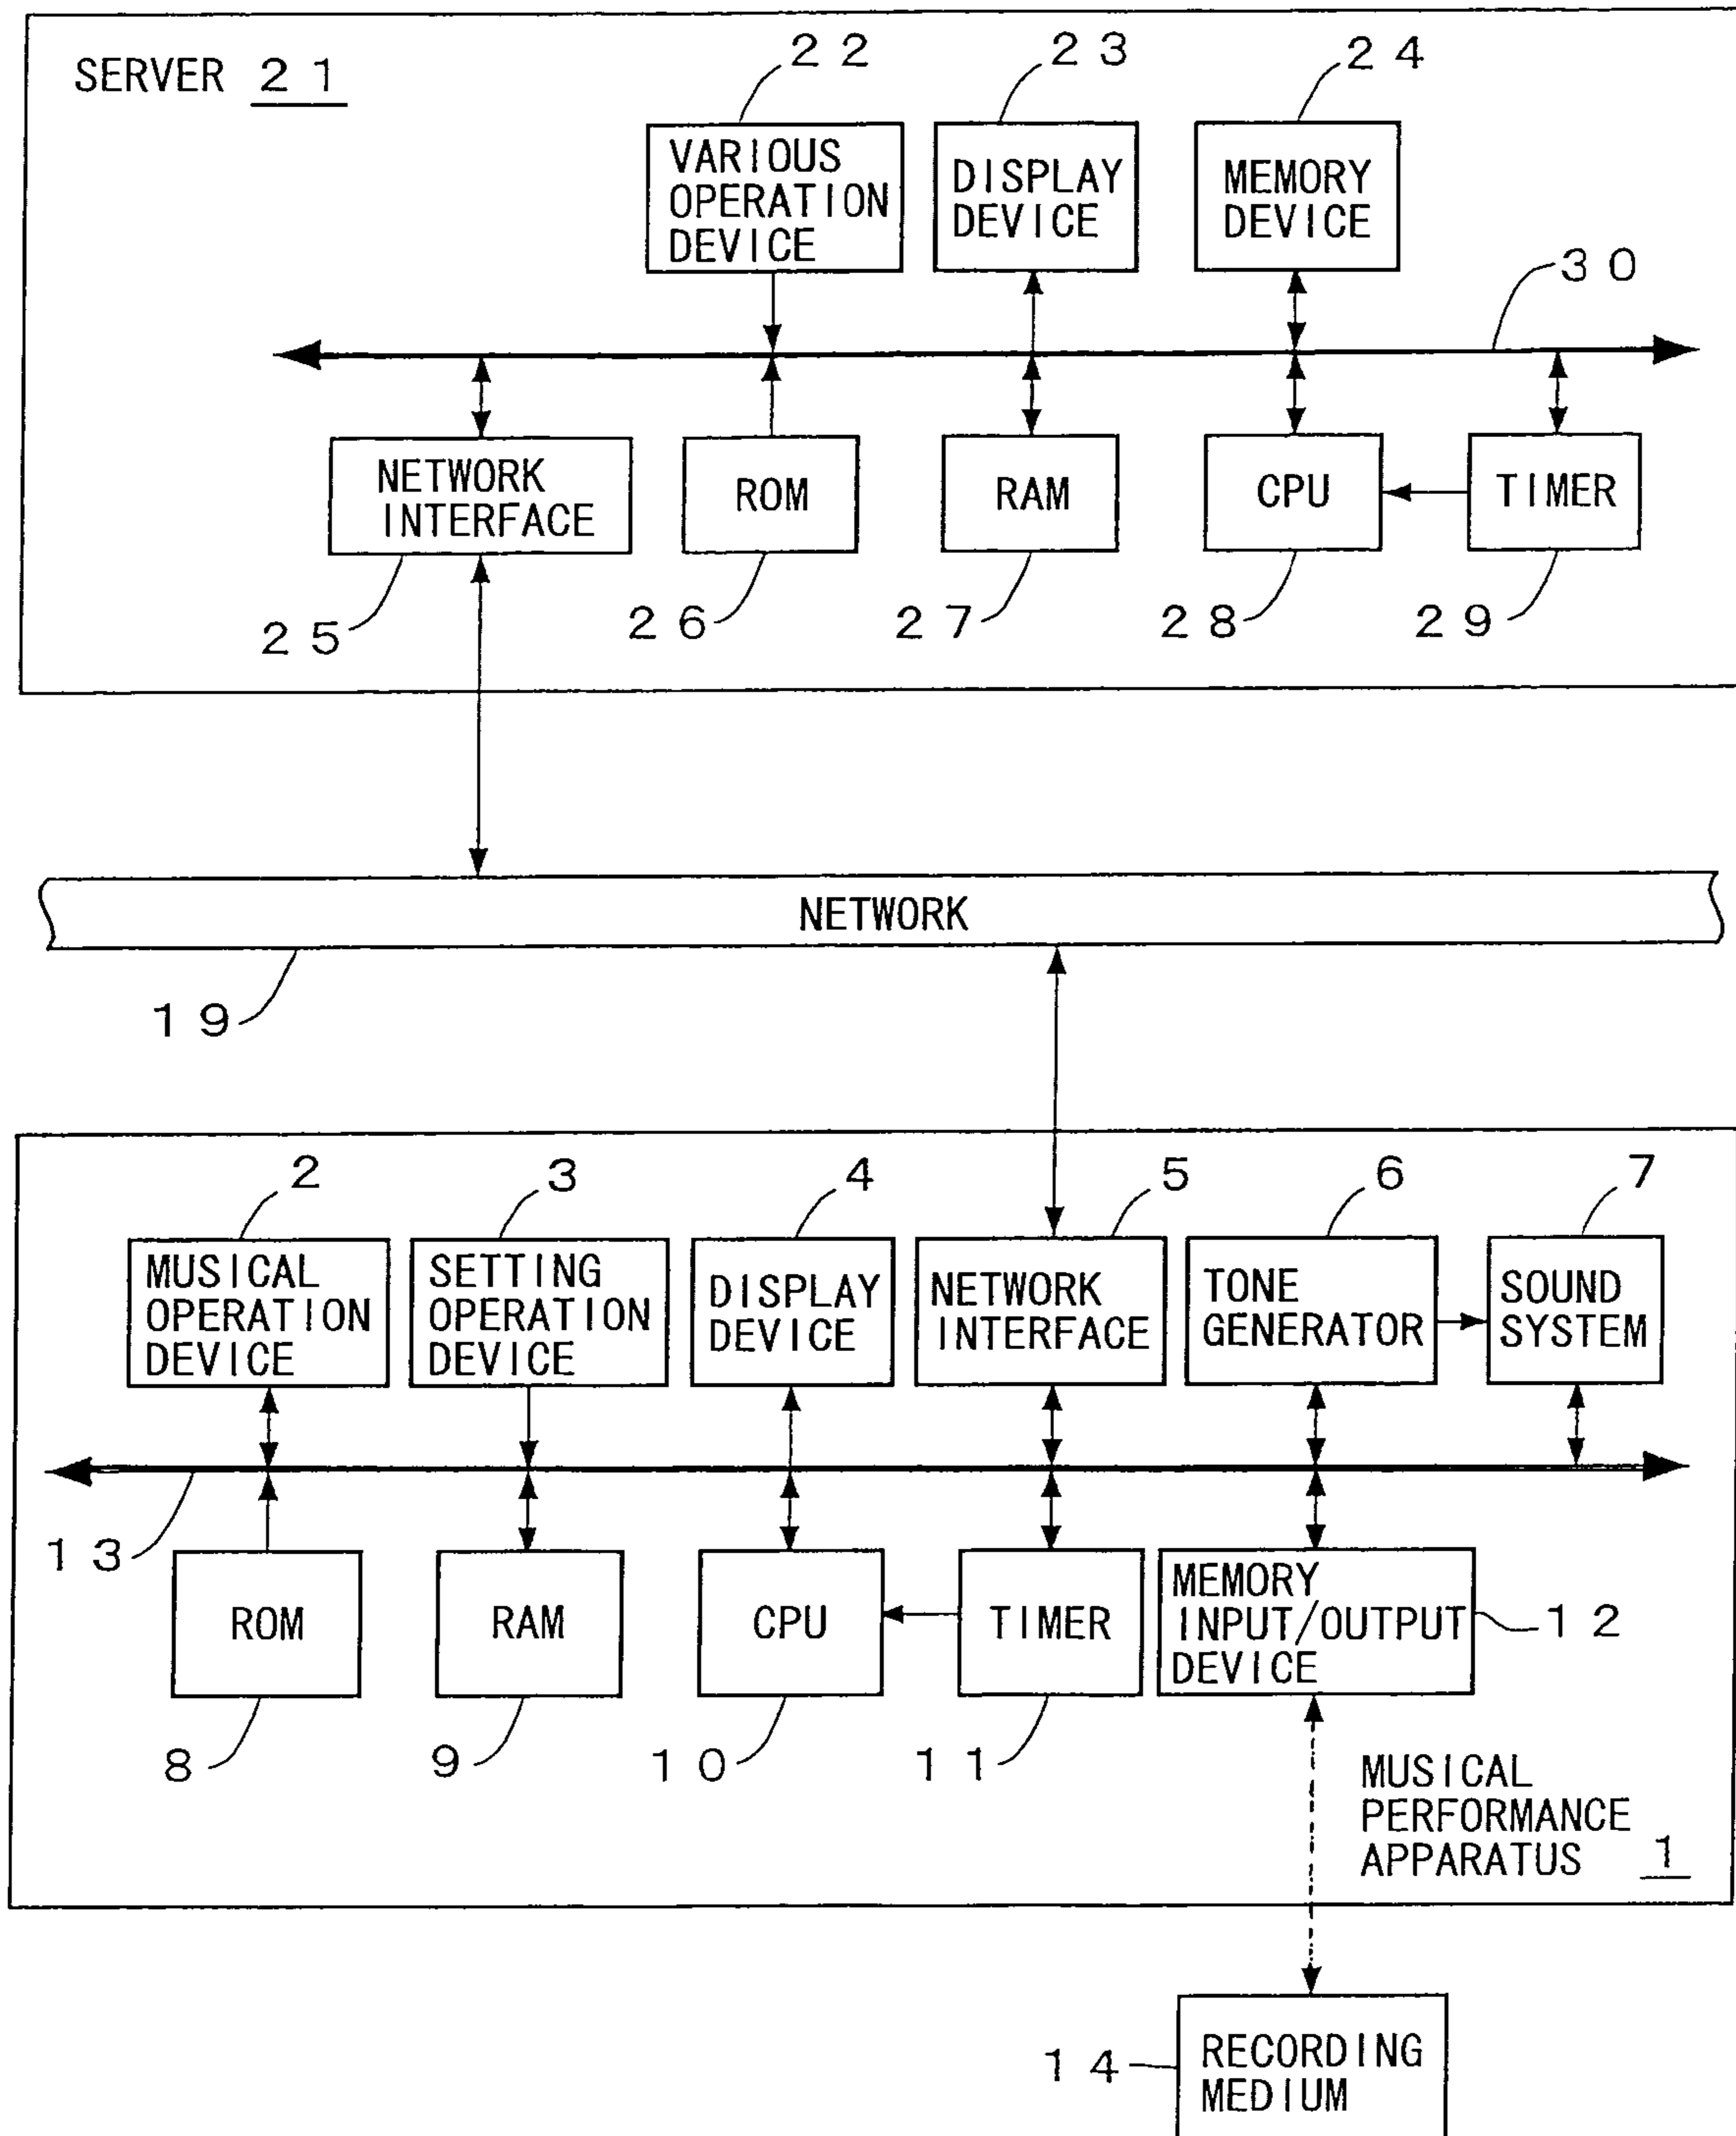 SERVER 21
22
23
24
VARIOUS
OPERATION
DEVICE
DISPLAY
DEVICE
MEMORY
DEVICE
30
NETWORK
INTERFACE
ROM
RAM
CPU
TIMER
25
26
27
28
29
NETWORK
19
2
3
4
5
6
7
MUSICAL
OPERATION
DEVICE
SETTING
OPERATION
DEVICE
DISPLAY
DEVICE
NETWORK
INTERFACE
TONE
GENERATOR
SOUND
SYSTEM
13
ROM
RAM
CPU
TIMER
MEMORY
INPUT/OUTPUT
DEVICE
12
8
9
10
11
MUSICAL
PERFORMANCE
APPARATUS 1
14
RECORDING
MEDIUM